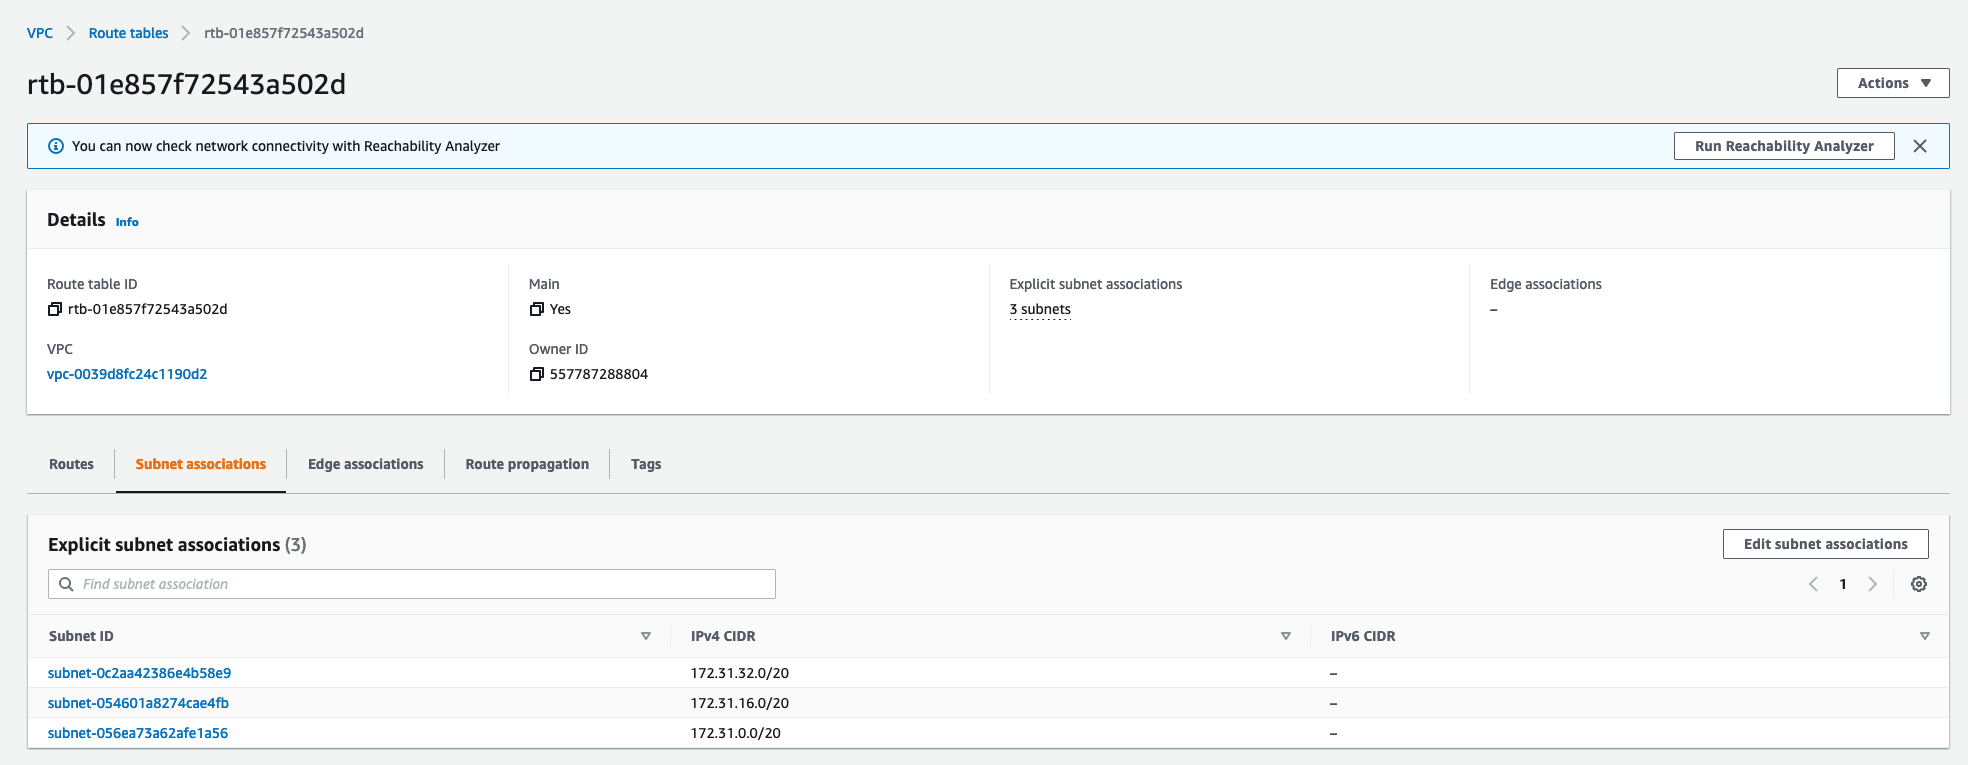 VPC > Route tables > rtb-01e857f72543a502d
rtb-01e857f72543a502d
Actions ▼
You can now check network connectivity with Reachability Analyzer
Run Reachability Analyzer
Details Info
Route table ID
rtb-01e857f72543a502d
Main
Yes
Explicit subnet associations
3 subnets
Edge associations
–
VPC
vpc-0039d8fc24c1190d2
Owner ID
557787288804
Routes
Subnet associations
Edge associations
Route propagation
Tags
Explicit subnet associations (3)
Edit subnet associations
Find subnet association
1
Subnet ID IPv4 CIDR IPv6 CIDR
subnet-0c2aa42386e4b58e9 172.31.32.0/20 –
subnet-054601a8274cae4fb 172.31.16.0/20 –
subnet-056ea73a62afe1a56 172.31.0.0/20 –